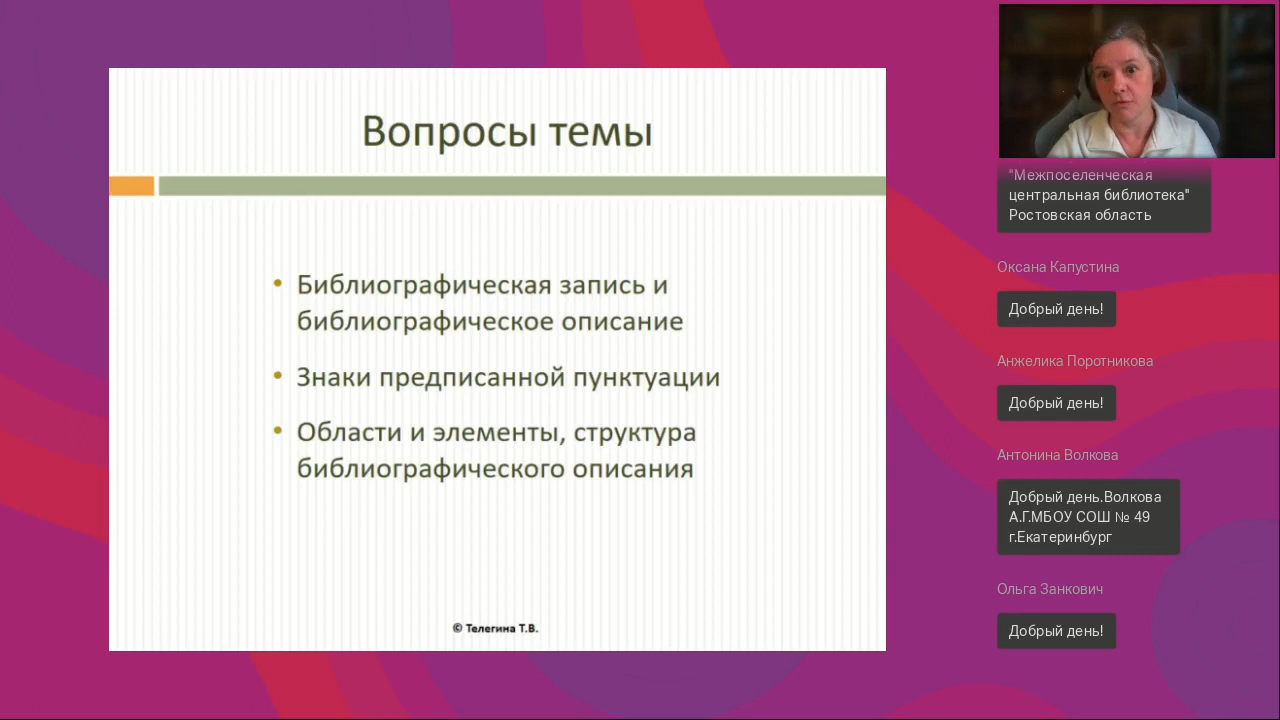 Вопросы темы
• Библиографическая запись и
библиографическое описание
• Знаки предписанной пунктуации
• Области и элементы, структура
библиографического описания
© Телегина Т.В.
"Межпоселенческая
центральная библиотека"
Ростовская область
Оксана Капустина
Добрый день!
Анжелика Поротникова
Добрый день!
Антонина Волкова
Добрый день.Волкова
А.Г.МБОУ СОШ № 49
г.Екатеринбург
Ольга Занкович
Добрый день!